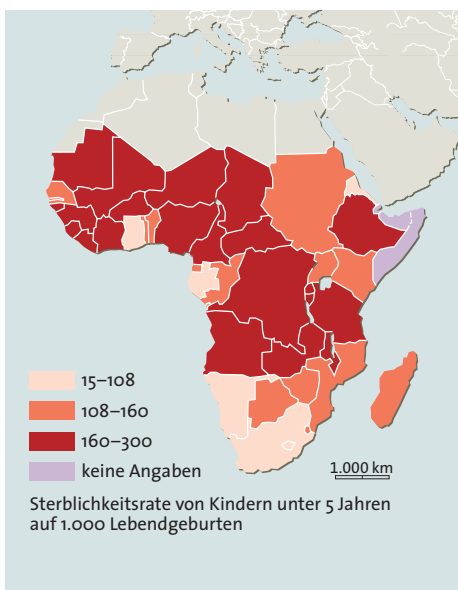 15–108
108–160
160–300
keine Angaben
1.000 km
Sterblichkeitsrate von Kindern unter 5 Jahren
auf 1.000 Lebendgeburten